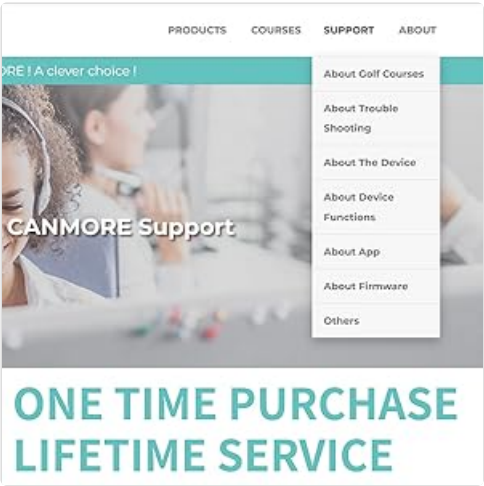 PRODUCTS COURSES SUPPORT ABOUT
ORE ! A clever choice !
About Golf Courses
About Trouble
Shooting
About The Device
About Device
Functions
About App
About Firmware
Others
CANMORE Support
ONE TIME PURCHASE
LIFETIME SERVICE